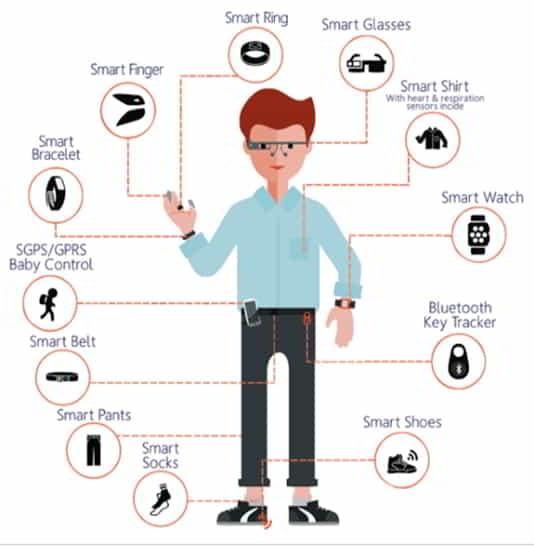 Smart Ring
Smart Glasses
Smart Finger
Smart Shirt
With heart & respiration
sensors inside
Smart
Bracelet
Smart Watch
SGPS/GPRS
Baby Control
Bluetooth
Key Tracker
Smart Belt
Smart Pants
Smart Shoes
Smart
Socks